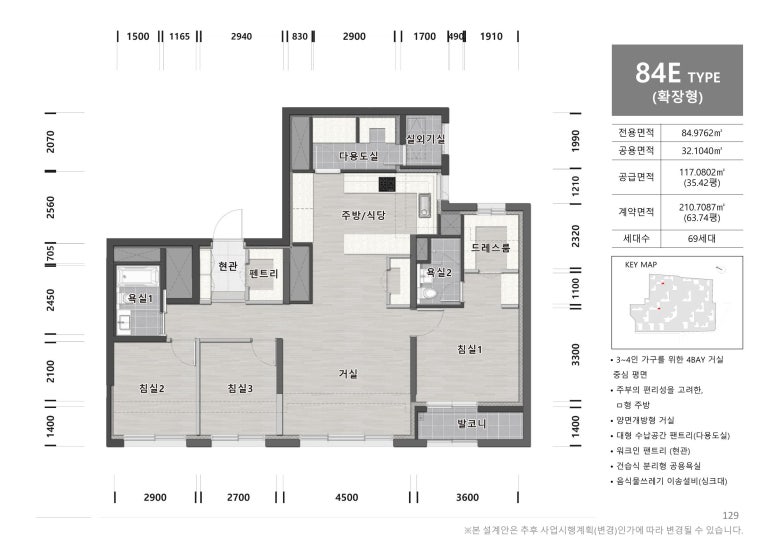 1500 1165 2940 830 2900 1700 490 1910
84E TYPE
(확장형)
전용면적 84.9762㎡
공용면적 32.1040㎡
공급면적 117.0802㎡
(35.42평)
계약면적 210.7087㎡
(63.74평)
세대수 69세대
KEY MAP
• 3~4인 가구를 위한 4BAY 거실
중심 평면
• 주부의 편리성을 고려한,
ㅁ형 주방
• 양면개방형 거실
• 대형 수납공간 팬트리(다용도실)
• 워크인 팬트리 (현관)
• 건습식 분리형 공용욕실
• 음식물쓰레기 이송설비(싱크대)
2070
2560
705
2450
2100
1400
실외기실
다용도실
주방/식당
드레스룸
현관
펜트리
욕실2
욕실1
침실1
거실
침실2
침실3
발코니
1990
1210
2320
1100
3300
1400
2900 2700 4500 3600
129
※본 설계안은 추후 사업시행계획(변경)인가에 따라 변경될 수 있습니다.